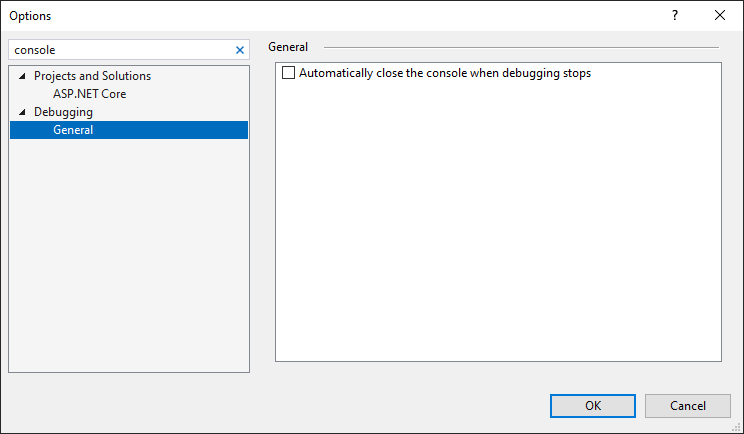 Options
?
console
General
Projects and Solutions
ASP.NET Core
Debugging
General
Automatically close the console when debugging stops
OK
Cancel